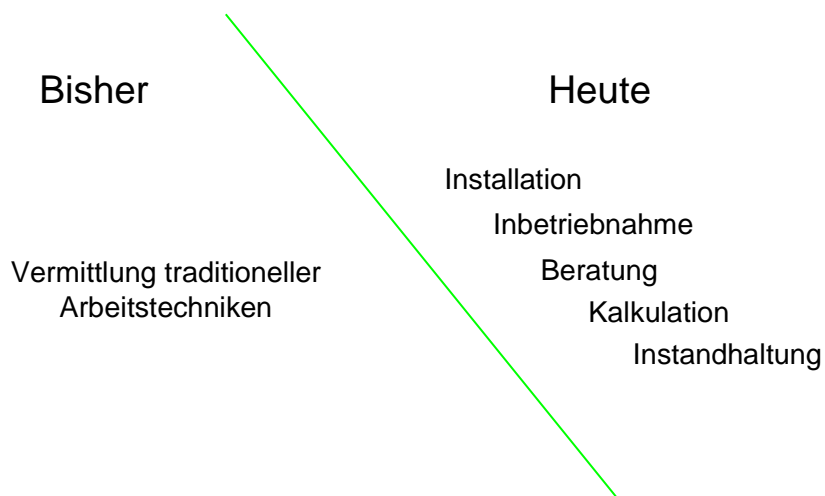 Bisher
Heute
Installation
Inbetriebnahme
Vermittlung traditioneller
Arbeitstechniken
Beratung
Kalkulation
Instandhaltung